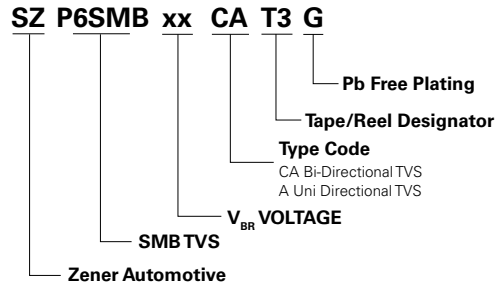 SZ P6SMB xx CA T3 G
Pb Free Plating
Tape/Reel Designator
Type Code
CA Bi-Directional TVS
A Uni Directional TVS
VBR VOLTAGE
SMB TVS
Zener Automotive